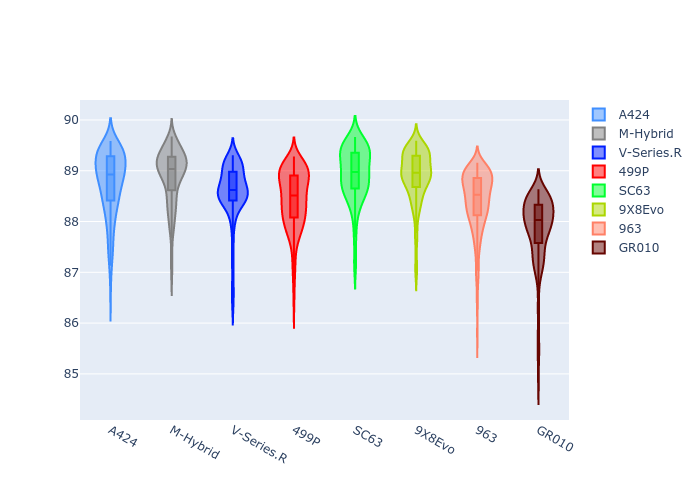 90
89
88
87
86
85
A424
M-Hybrid
V-Series.R
499P
SC63
9X8Evo
963
GR010
A424
M-Hybrid
V-Series.R
499P
SC63
9X8Evo
963
GR010